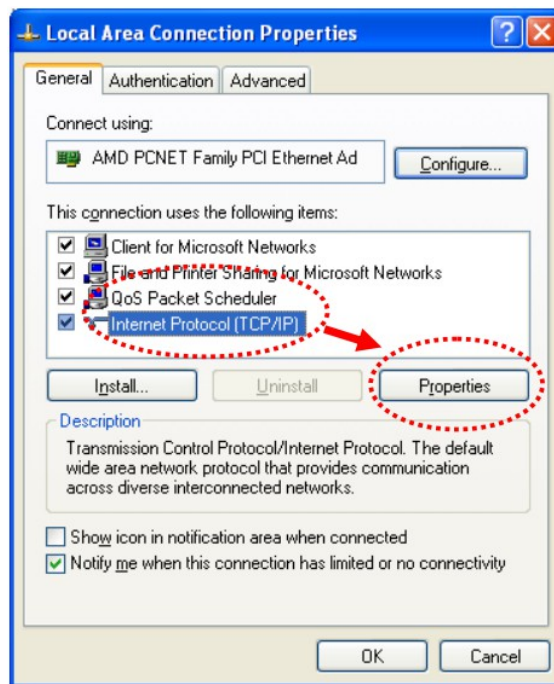 Local Area Connection Properties
General Authentication Advanced
Connect using:
AMD PCNET Family PCI Ethernet Ad
Configure...
This connection uses the following items:
Client for Microsoft Networks
File and Printer Sharing for Microsoft Networks
QoS Packet Scheduler
Internet Protocol (TCP/IP)
Install... Uninstall Properties
Description
Transmission Control Protocol/Internet Protocol. The default
wide area network protocol that provides communication
across diverse interconnected networks.
Show icon in notification area when connected
Notify me when this connection has limited or no connectivity
OK Cancel